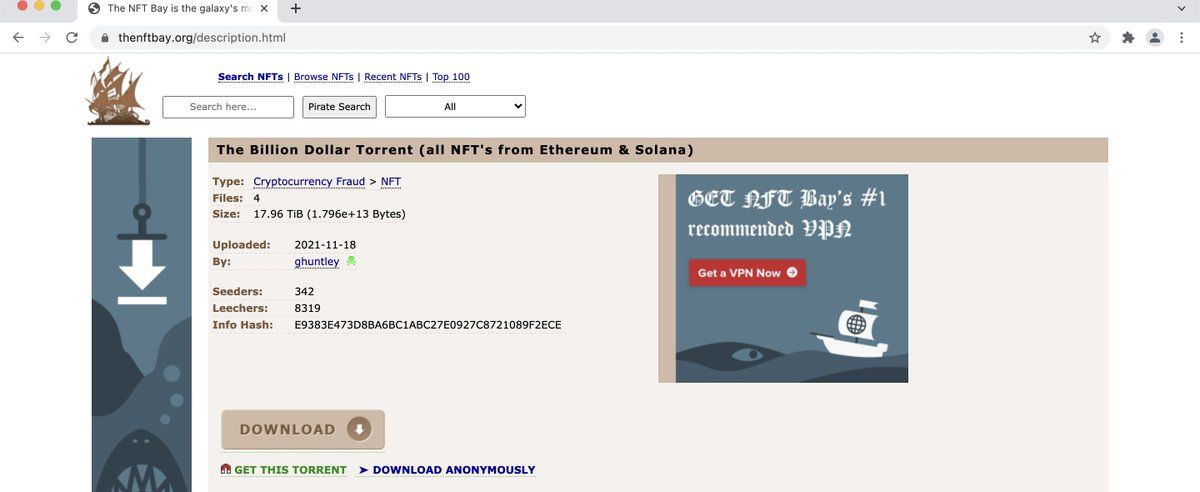 The NFT Bay is the galaxy's mo
thenftbay.org/description.html
Search NFTs | Browse NFTs | Recent NFTs | Top 100
Search here... Pirate Search All
The Billion Dollar Torrent (all NFT's from Ethereum & Solana)
Type: Cryptocurrency Fraud > NFT
Files: 4
Size: 17.96 TiB (1.796e+13 Bytes)
Uploaded: 2021-11-18
By: ghuntley
Seeders: 342
Leechers: 8319
Info Hash: E9383E473D8BA6BC1ABC27E0927C8721089F2ECE
GET NFT Bay's #1
recommended VPN
Get a VPN Now
DOWNLOAD
GET THIS TORRENT ➤ DOWNLOAD ANONYMOUSLY